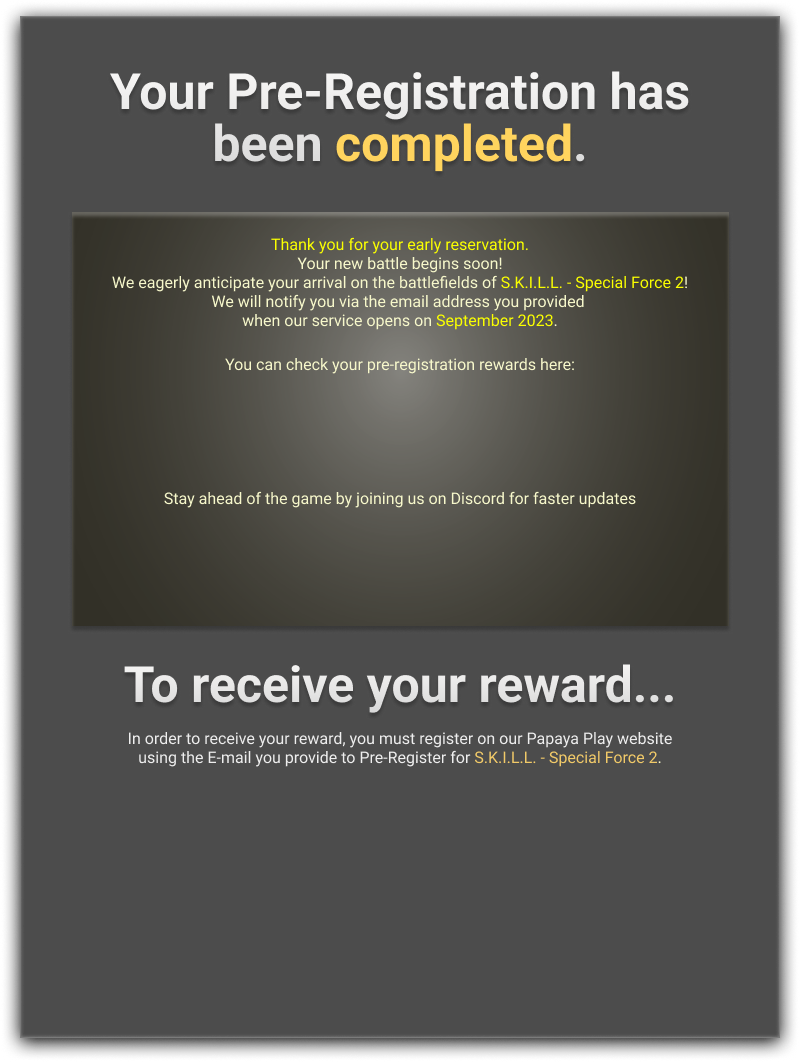 Your Pre-Registration has
been completed.
Thank you for your early reservation.
Your new battle begins soon!
We eagerly anticipate your arrival on the battlefields of S.K.I.L.L. - Special Force 2!
We will notify you via the email address you provided
when our service opens on September 2023.
You can check your pre-registration rewards here:
Stay ahead of the game by joining us on Discord for faster updates
To receive your reward...
In order to receive your reward, you must register on our Papaya Play website
using the E-mail you provide to Pre-Register for S.K.I.L.L. - Special Force 2.